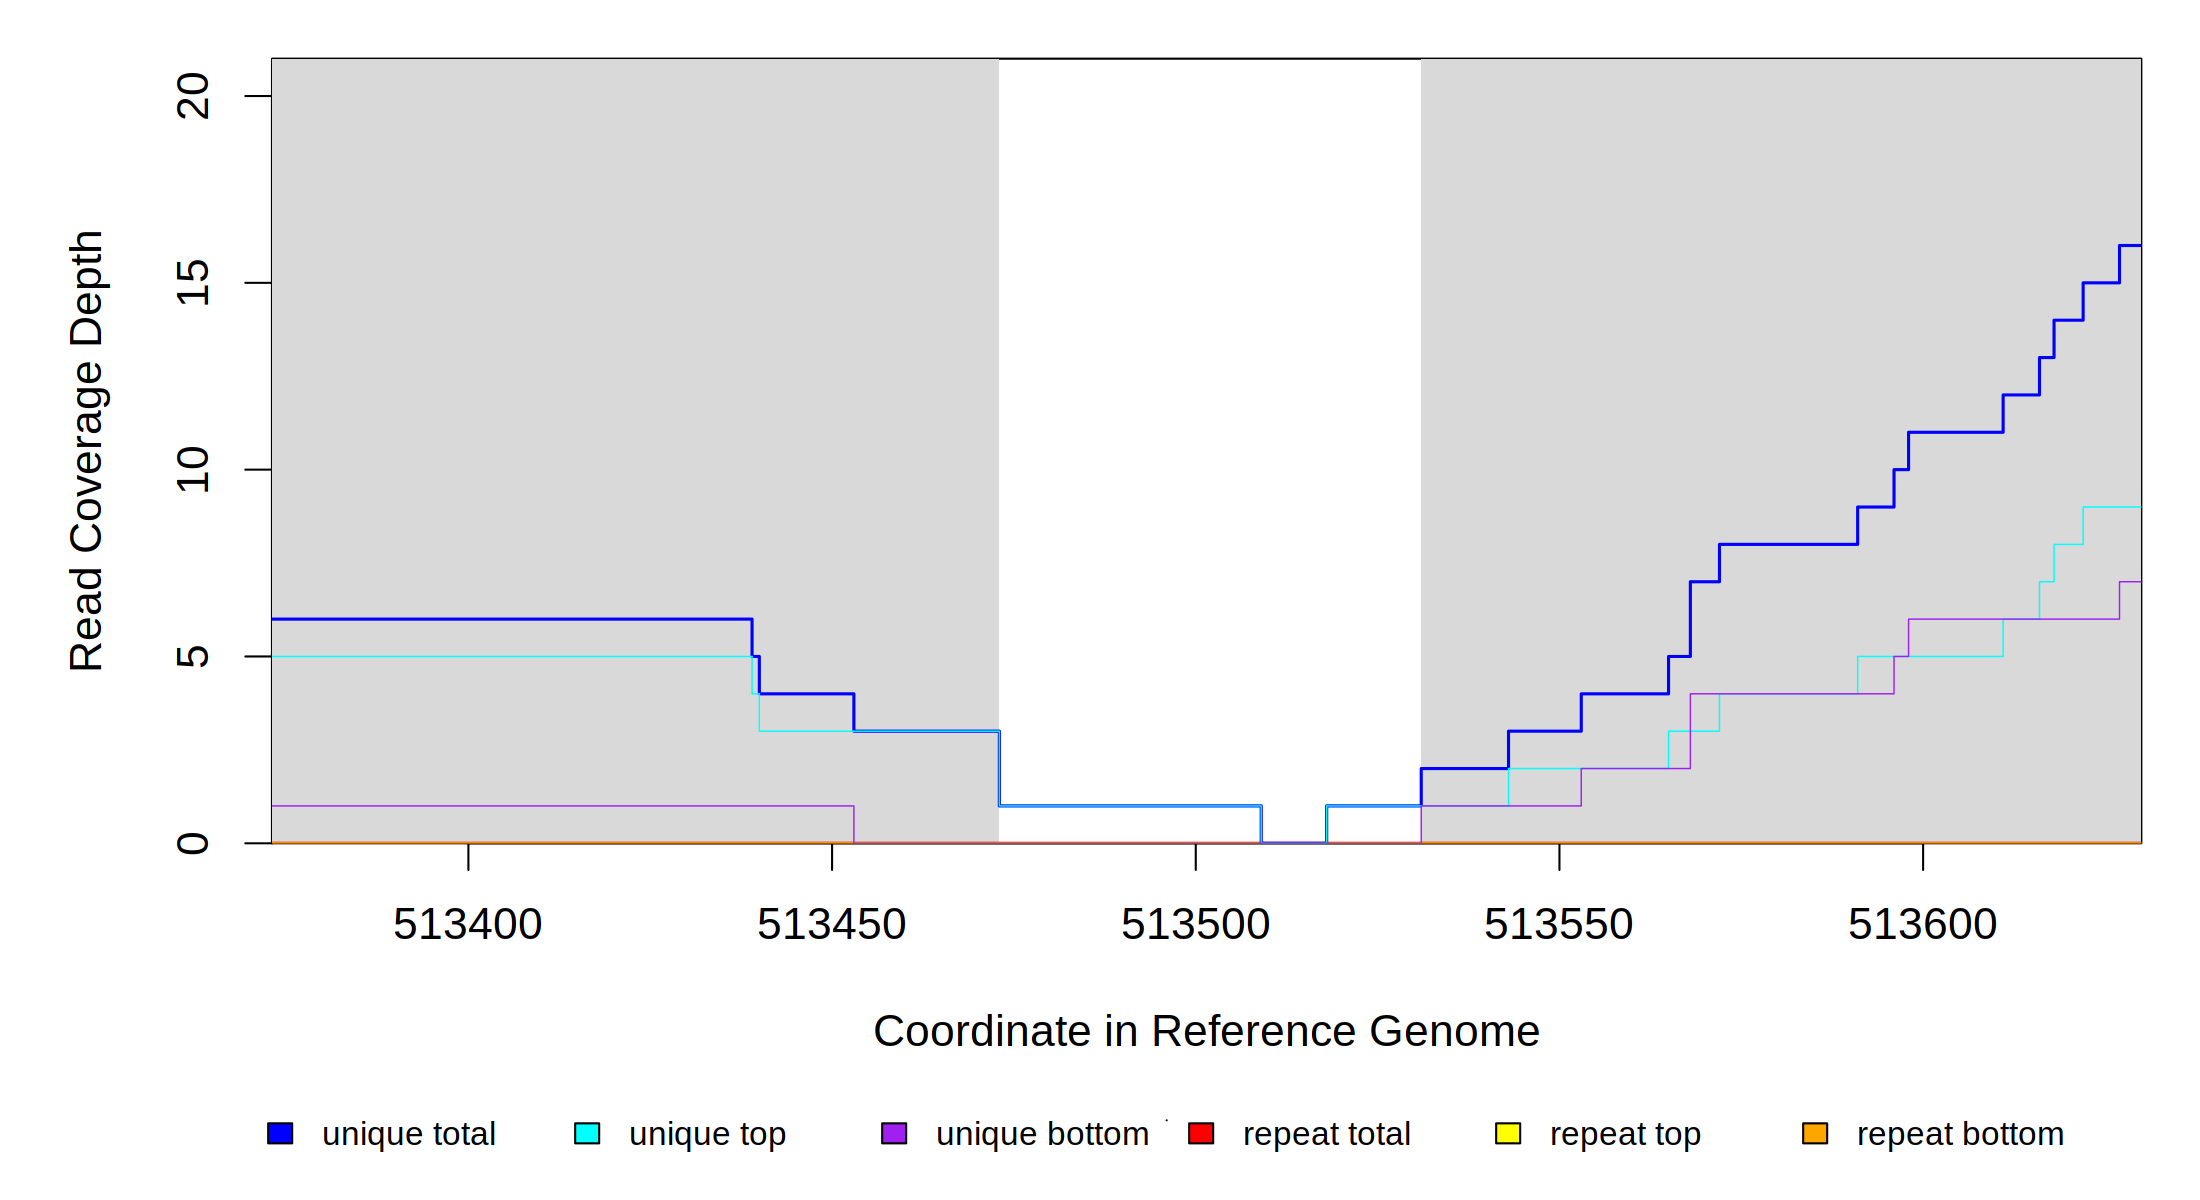 20
15
10
5
0
Read Coverage Depth
513400 513450 513500 513550 513600
Coordinate in Reference Genome
unique total unique top unique bottom repeat total repeat top repeat bottom